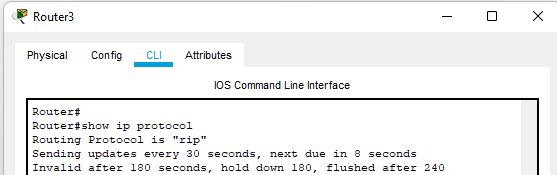 Router3
Physical Config CLI Attributes
IOS Command Line Interface
Router#
Router#show ip protocol
Routing Protocol is "rip"
Sending updates every 30 seconds, next due in 8 seconds
Invalid after 180 seconds, hold down 180, flushed after 240